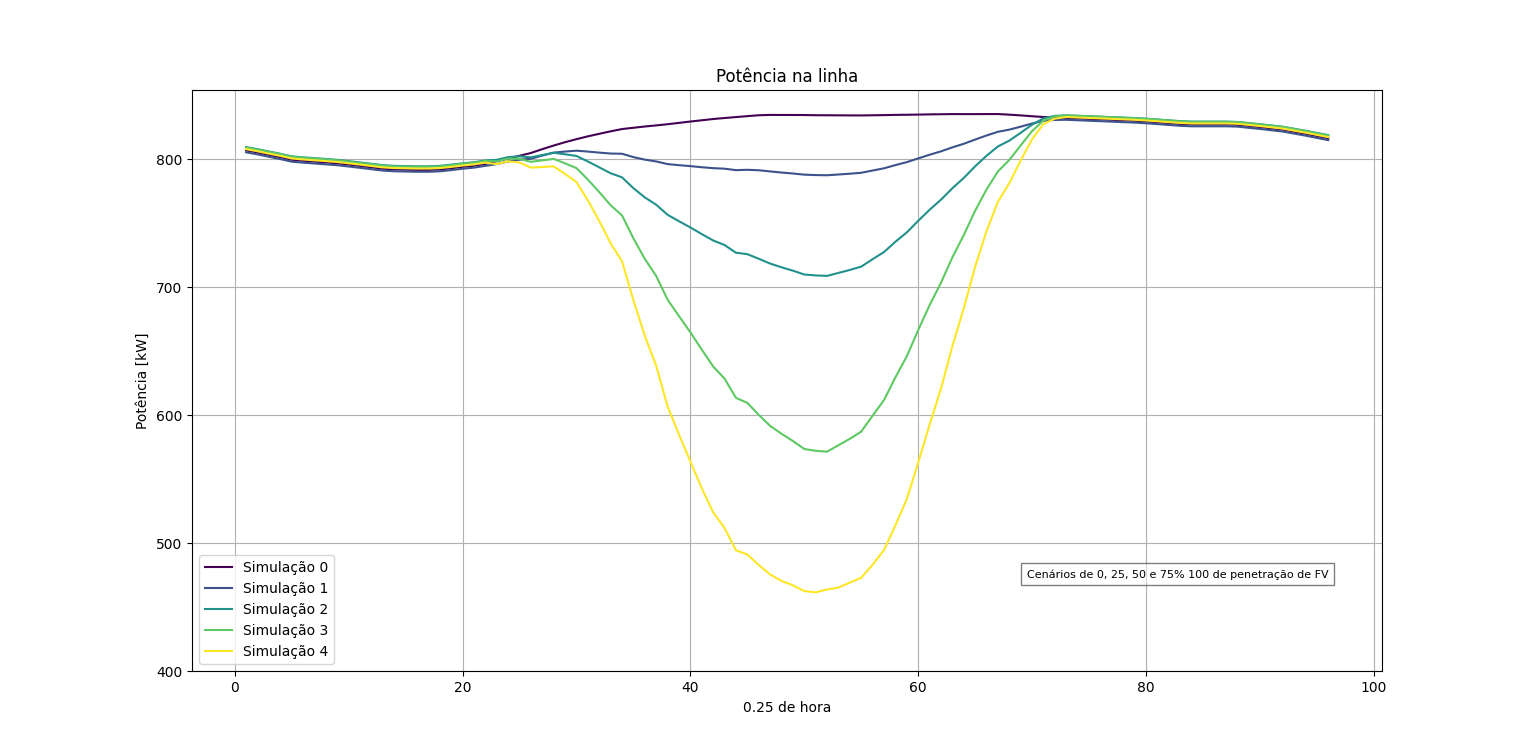 Potência na linha
Potência [kW]
800
700
600
500
400
0
20
40
60
80
100
0.25 de hora
Simulação 0
Simulação 1
Simulação 2
Simulação 3
Simulação 4
Cenários de 0, 25, 50 e 75% 100 de penetração de FV